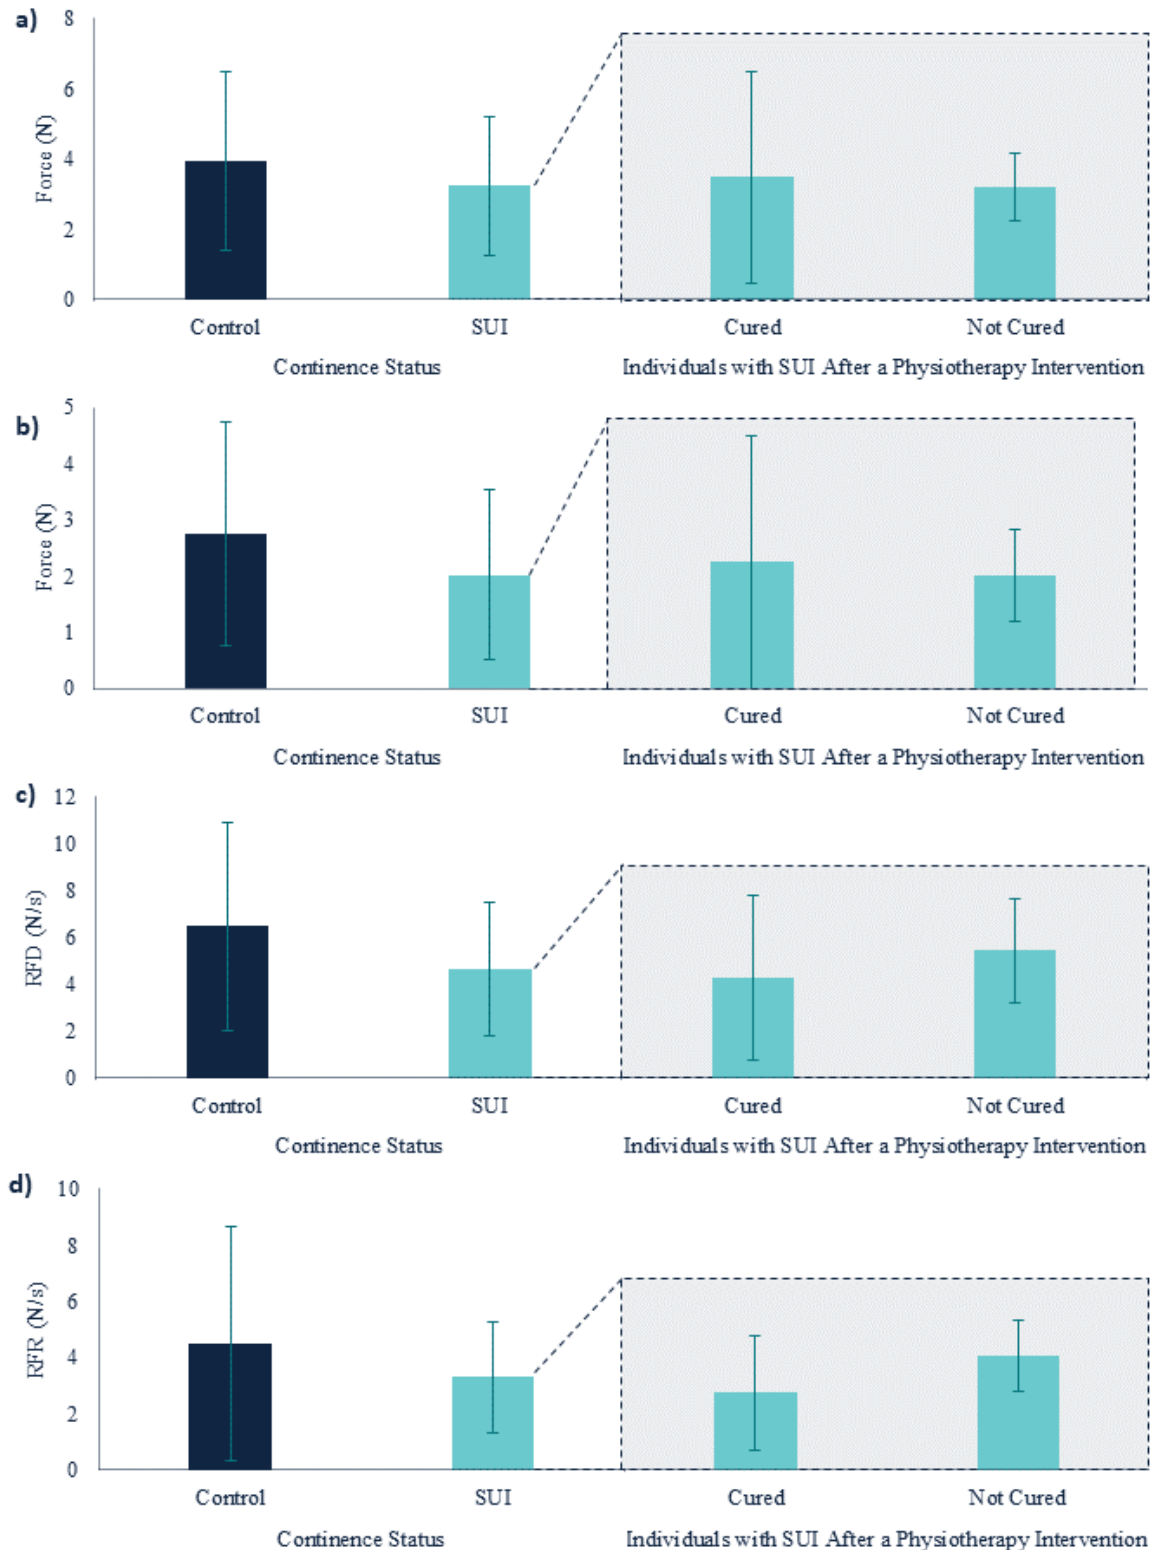 a)
8
6
4
2
0
Force (N)
Control
SUI
Cured
Not Cured
Continence Status
Individuals with SUI After a Physiotherapy Intervention
b)
5
4
3
2
1
0
Force (N)
Control
SUI
Cured
Not Cured
Continence Status
Individuals with SUI After a Physiotherapy Intervention
c)
12
10
8
6
4
2
0
RFD (N/s)
Control
SUI
Cured
Not Cured
Continence Status
Individuals with SUI After a Physiotherapy Intervention
d)
10
8
6
4
2
0
RFR (N/s)
Control
SUI
Cured
Not Cured
Continence Status
Individuals with SUI After a Physiotherapy Intervention